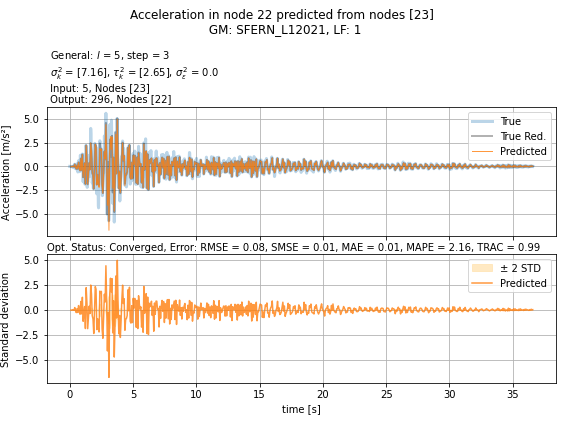 Acceleration in node 22 predicted from nodes [23]
GM: SFERN_L12021, LF: 1
General: l = 5, step = 3
σ²ₖ = [7.16], τ²ₖ = [2.65], σ²ε = 0.0
Input: 5, Nodes [23]
Output: 296, Nodes [22]
Acceleration [m/s²]
5.0
2.5
0.0
−2.5
−5.0
True
True Red.
Predicted
Opt. Status: Converged, Error: RMSE = 0.08, SMSE = 0.01, MAE = 0.01, MAPE = 2.16, TRAC = 0.99
Standard deviation
5.0
2.5
0.0
−2.5
−5.0
± 2 STD
Predicted
0 5 10 15 20 25 30 35
time [s]